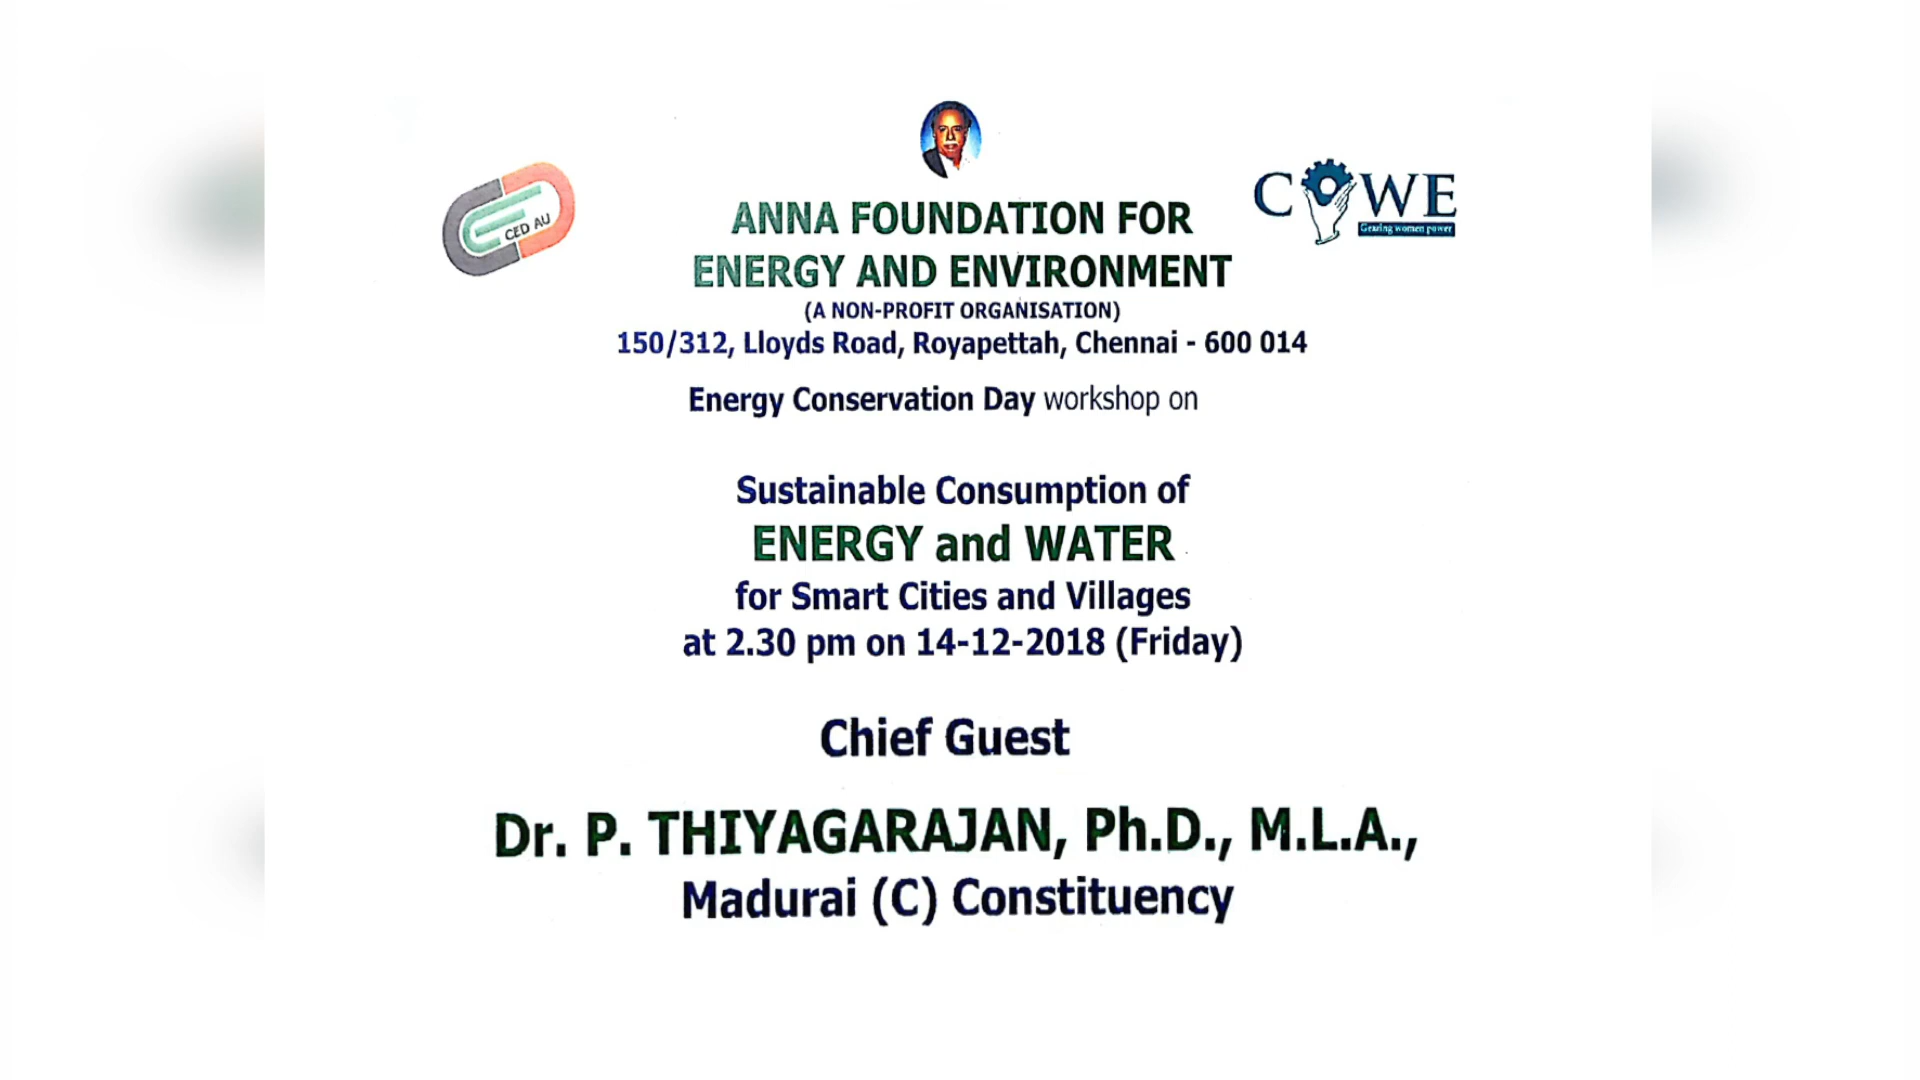 CED AU
COWE
Gearing women power
ANNA FOUNDATION FOR
ENERGY AND ENVIRONMENT
(A NON-PROFIT ORGANISATION)
150/312, Lloyds Road, Royapettah, Chennai - 600 014
Energy Conservation Day workshop on
Sustainable Consumption of
ENERGY and WATER
for Smart Cities and Villages
at 2.30 pm on 14-12-2018 (Friday)
Chief Guest
Dr. P. THIYAGARAJAN, Ph.D., M.L.A.,
Madurai (C) Constituency